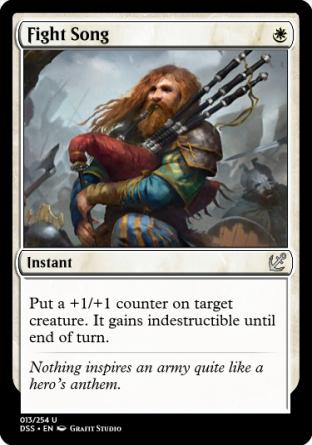 Fight Song
Instant
Put a +1/+1 counter on target
creature. It gains indestructible until
end of turn.
Nothing inspires an army quite like a
hero's anthem.
013/254 U
DSS • EN GRAFIT STUDIO